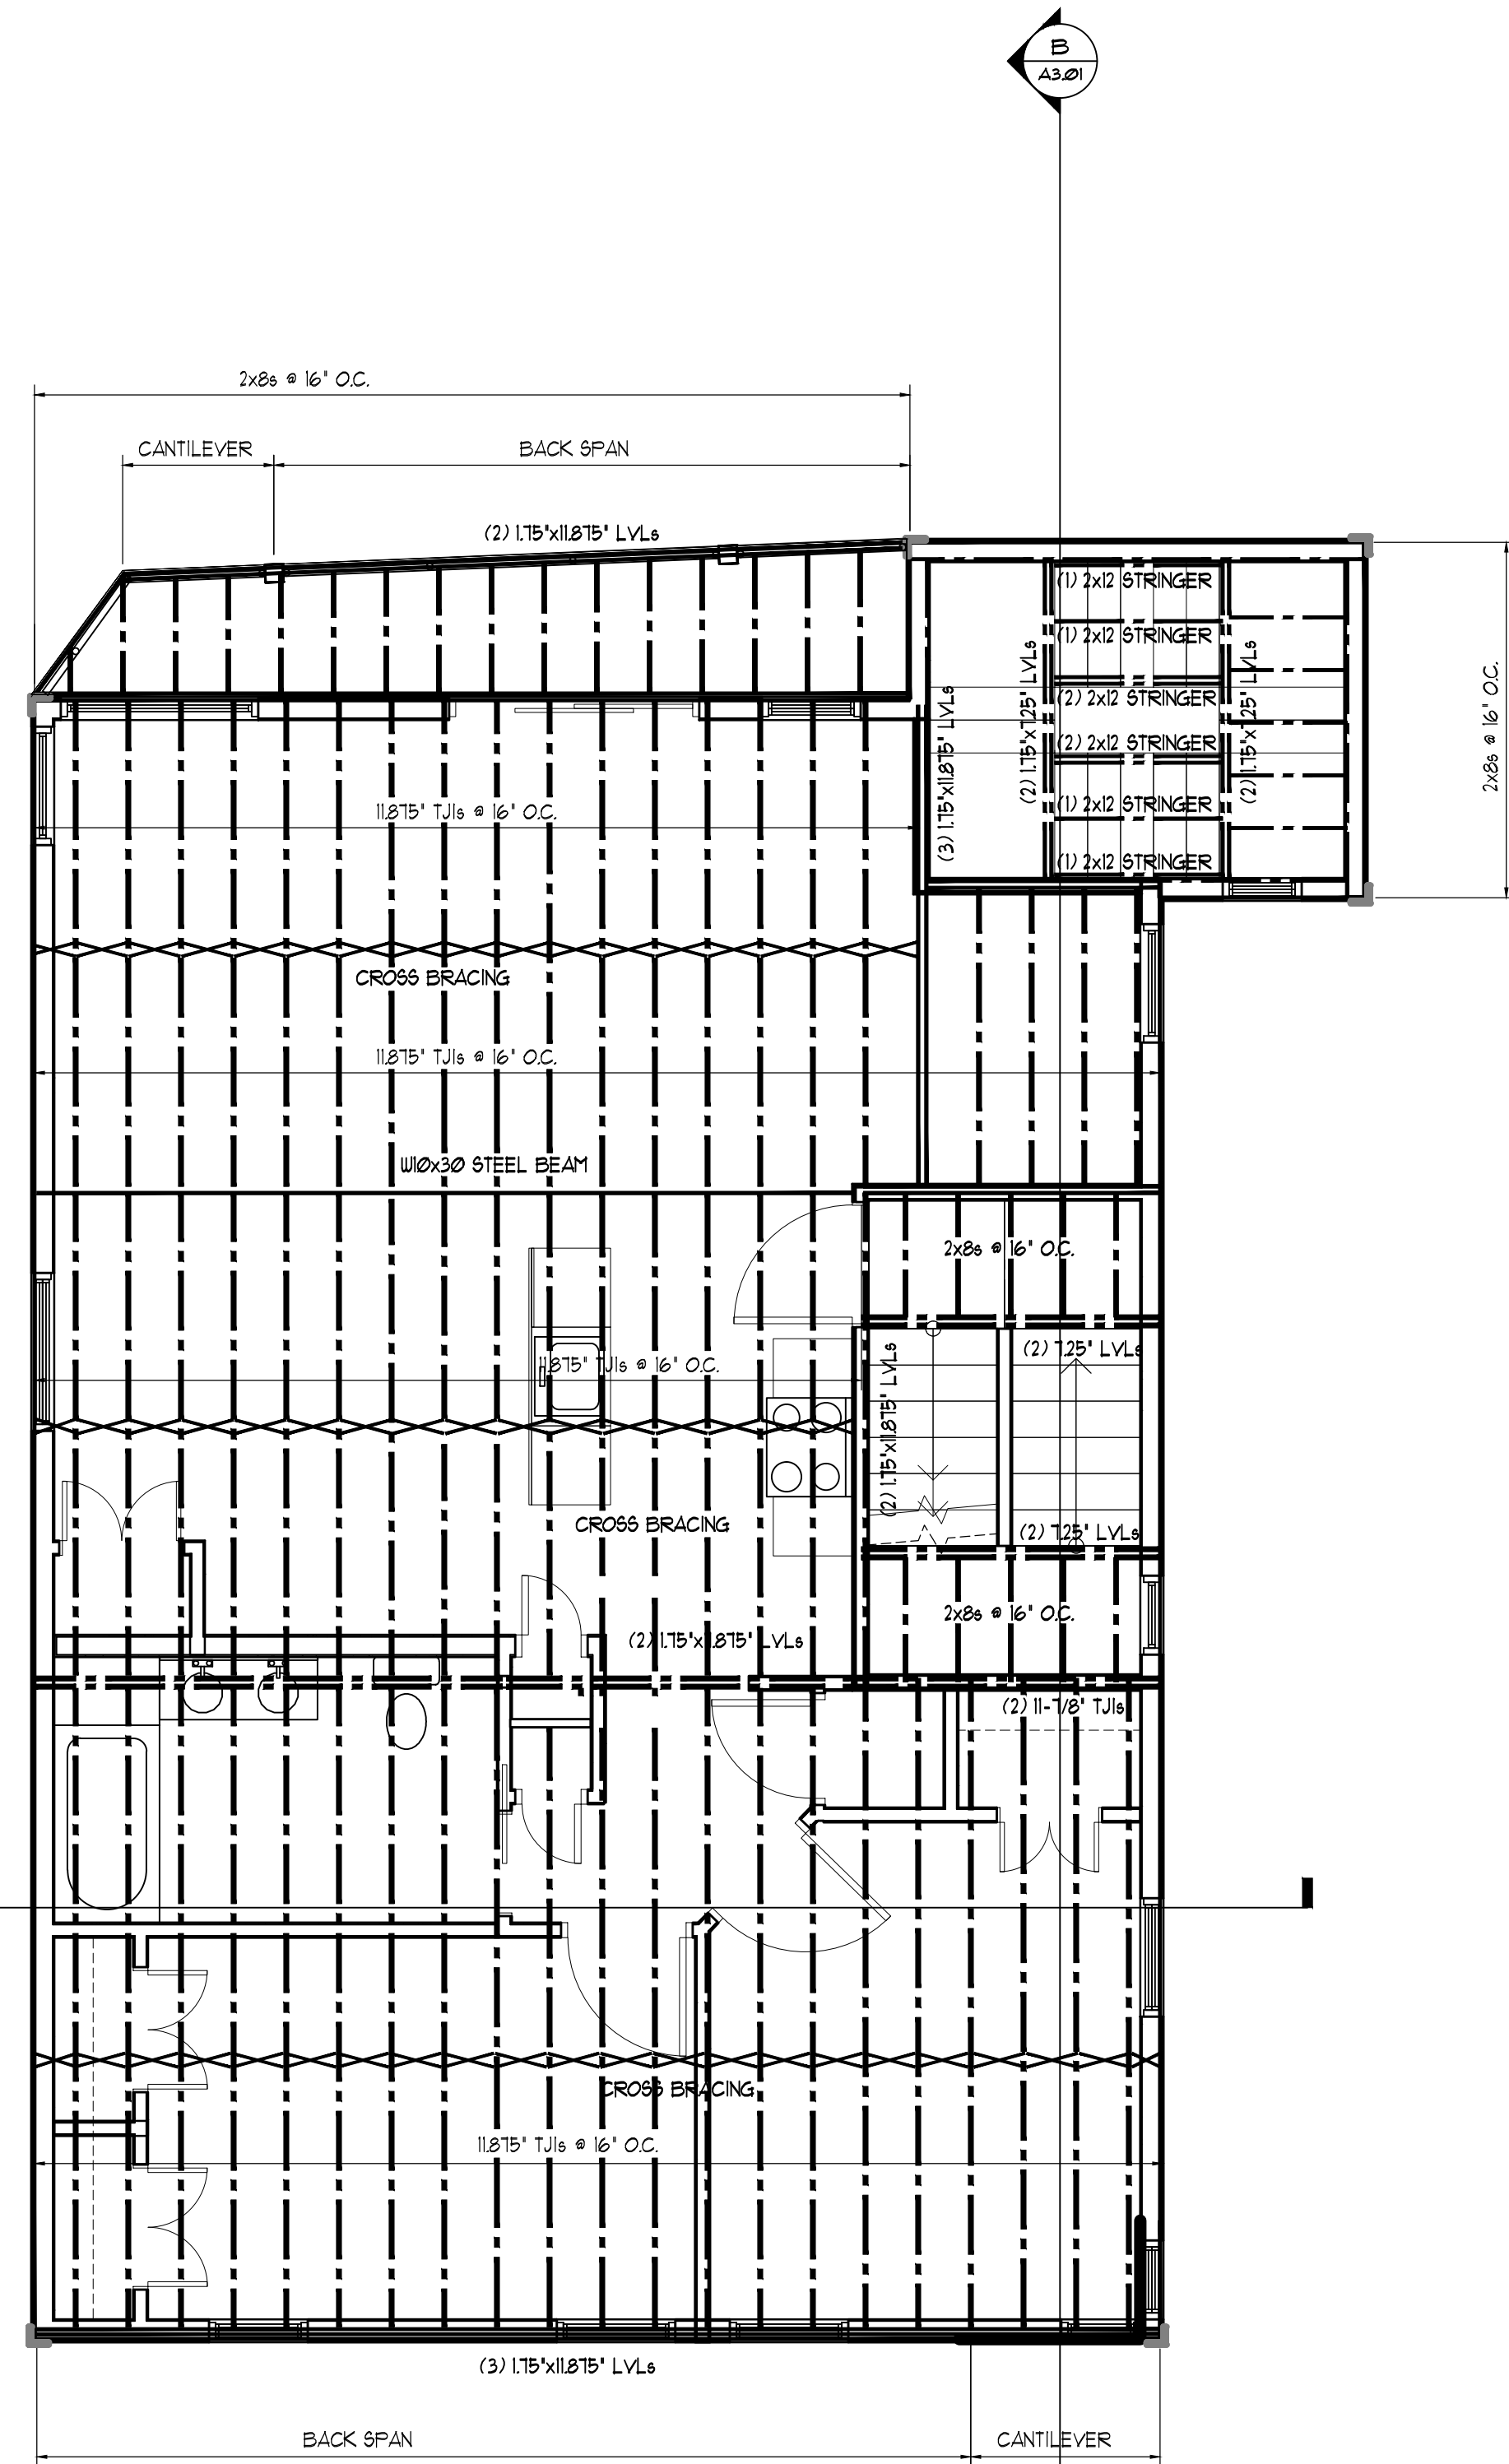 B
A3.01
2x8s @ 16" O.C.
CANTILEVER
BACK SPAN
(2) 1.75"x11.875" LVLs
(1) 2x12 STRINGER
(1) 2x12 STRINGER
(2) 2x12 STRINGER
(2) 2x12 STRINGER
(1) 2x12 STRINGER
(1) 2x12 STRINGER
(3) 1.75"x11.875" LVLs
(2) 1.75"x7.25" LVLs
(2) 1.75"x7.25" LVLs
2x8s @ 16" O.C.
11.875" TJIs @ 16" O.C.
CROSS BRACING
11.875" TJIs @ 16" O.C.
W10x30 STEEL BEAM
2x8s @ 16" O.C.
(2) 7.25" LVLs
11.875" TJIs @ 16" O.C.
(2) 1.75"x11.875" LVLs
CROSS BRACING
(2) 7.25" LVLs
2x8s @ 16" O.C.
(2) 1.75"x11.875" LVLs
(2) 11-7/8" TJIs
CROSS BRACING
11.875" TJIs @ 16" O.C.
(3) 1.75"x11.875" LVLs
BACK SPAN
CANTILEVER